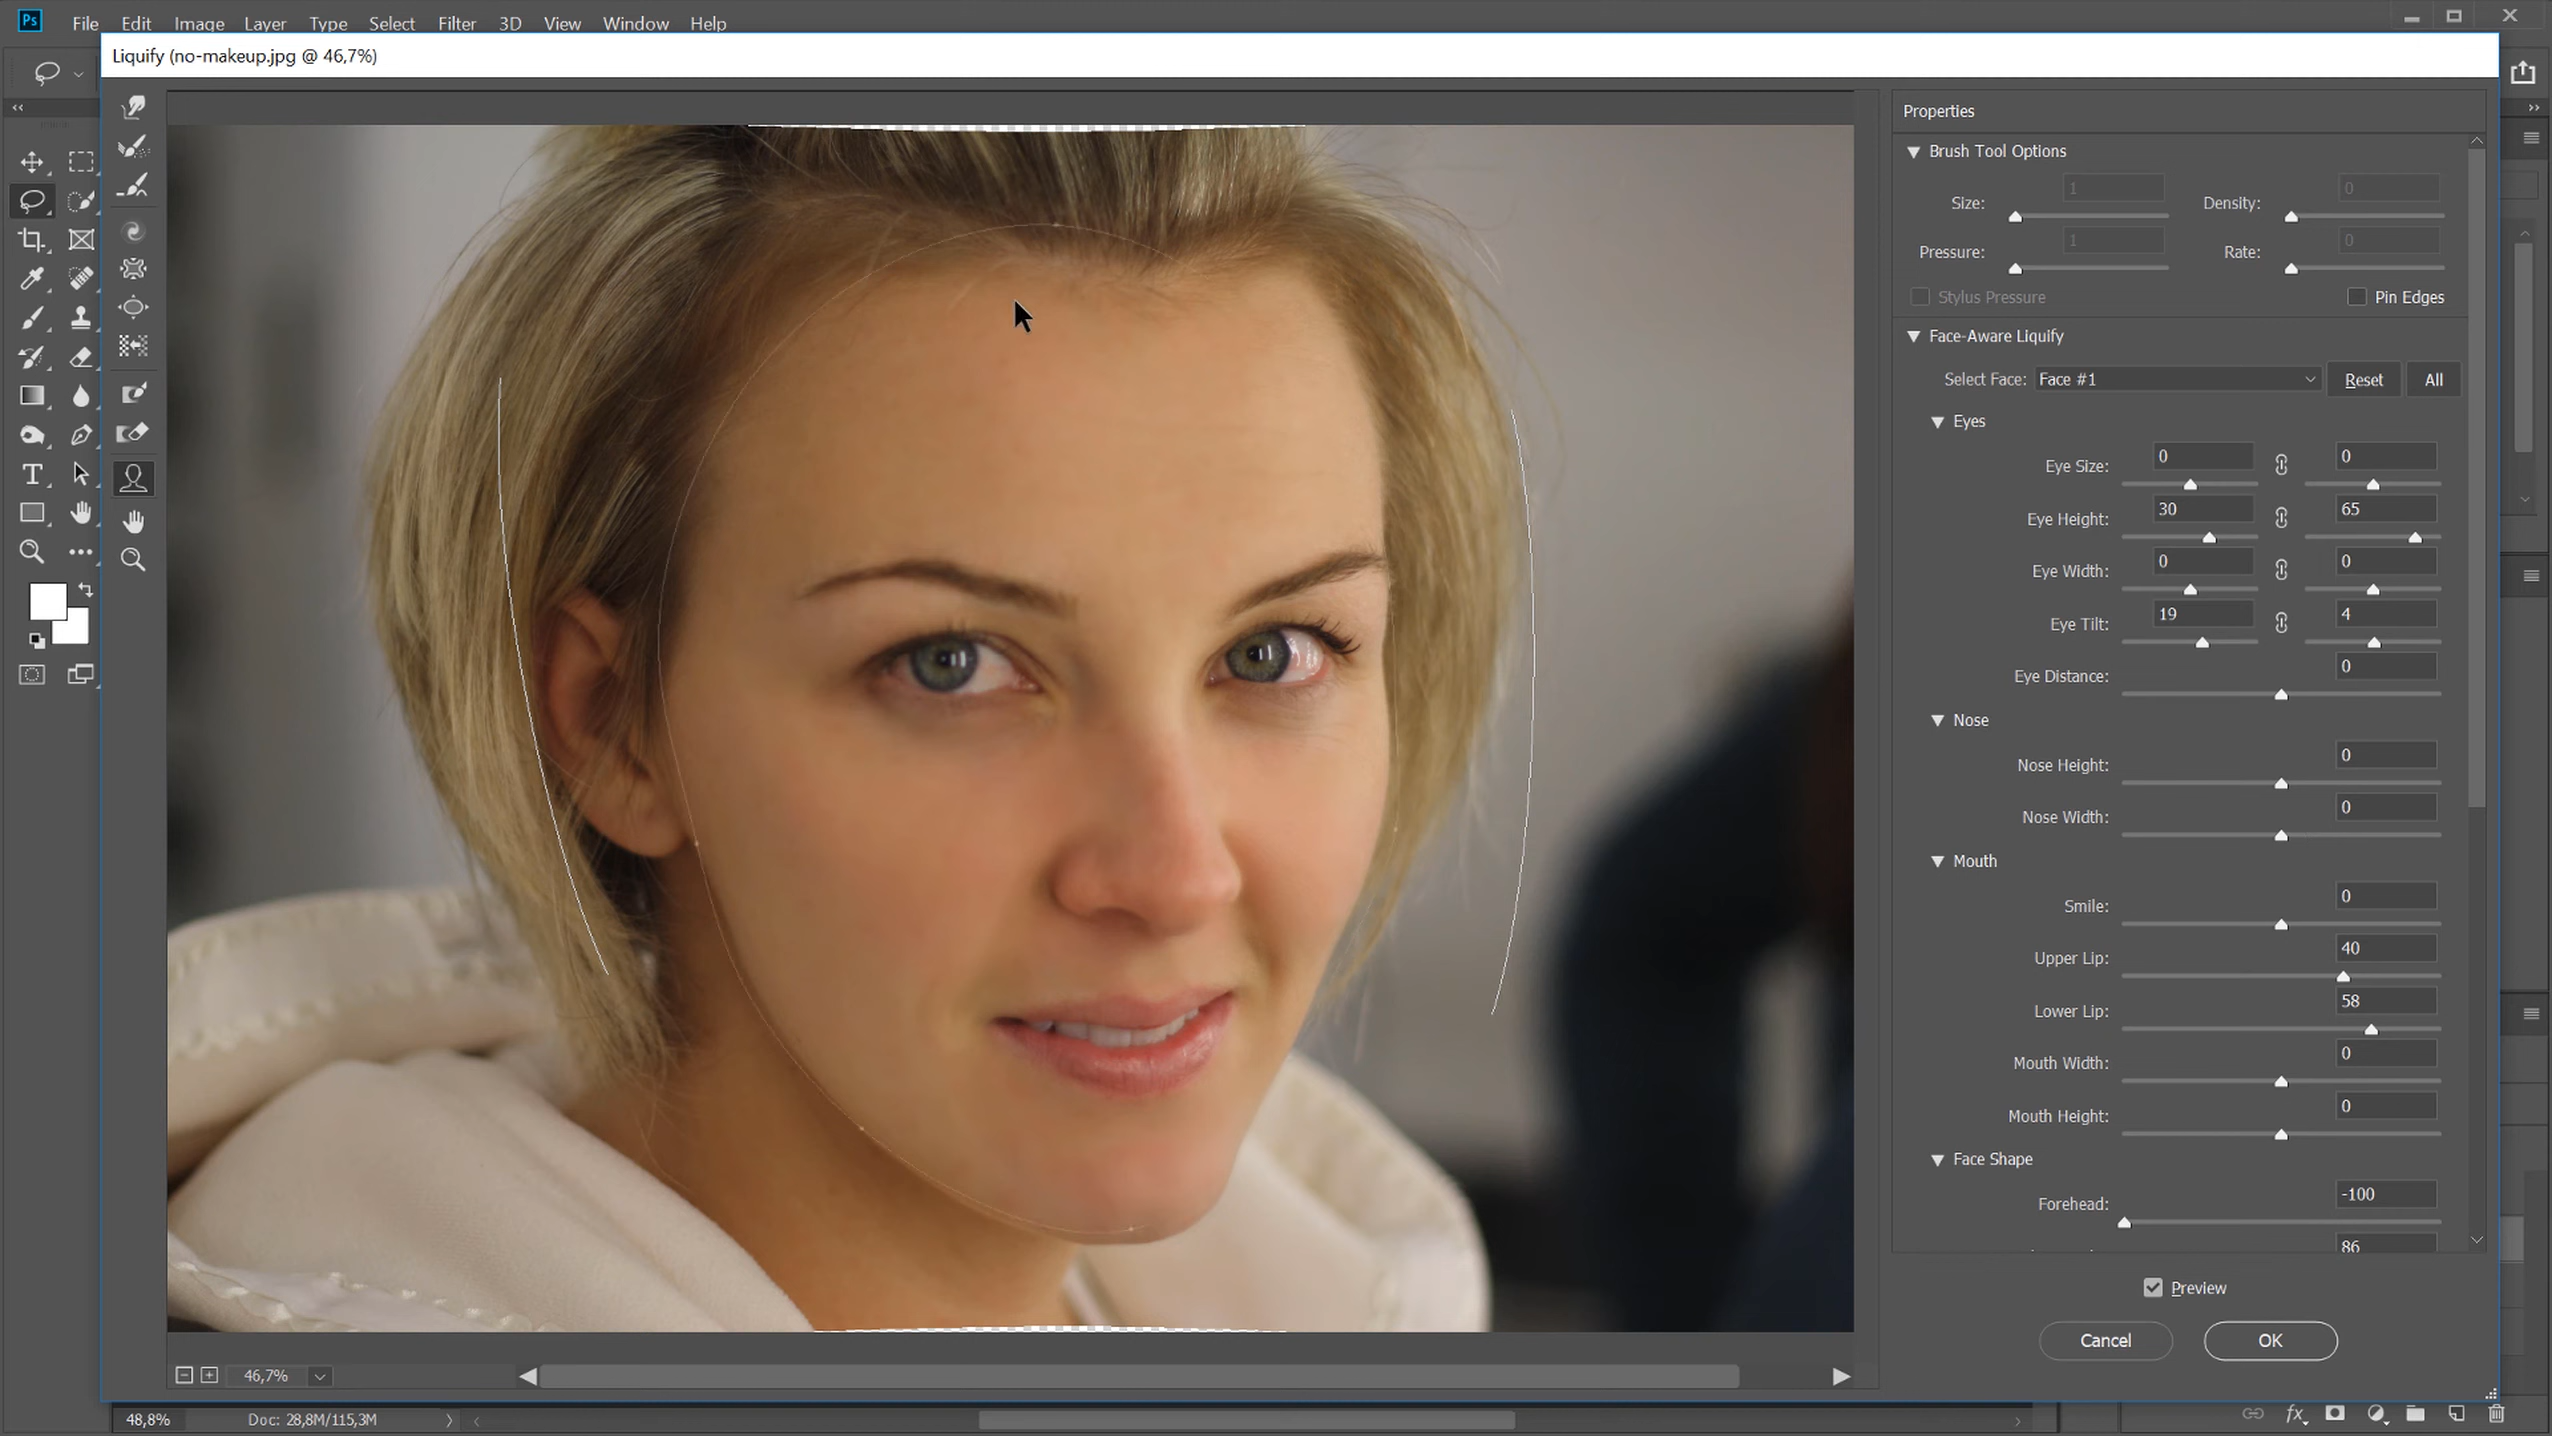 Ps File Edit Image Layer Type Select Filter 3D View Window Help
Liquify (no-makeup.jpg @ 46,7%)
Properties
Brush Tool Options
Size: 1 Density: 0
Pressure: 1 Rate: 0
Stylus Pressure Pin Edges
Face-Aware Liquify
Select Face: Face #1 Reset All
Eyes
Eye Size: 0 0
Eye Height: 30 65
Eye Width: 0 0
Eye Tilt: 19 4
Eye Distance: 0
Nose
Nose Height: 0
Nose Width: 0
Mouth
Smile: 0
Upper Lip: 40
Lower Lip: 58
Mouth Width: 0
Mouth Height: 0
Face Shape
Forehead: -100
86
Preview
Cancel OK
46,7%
48,8% Doc: 28,8M/115,3M
fx